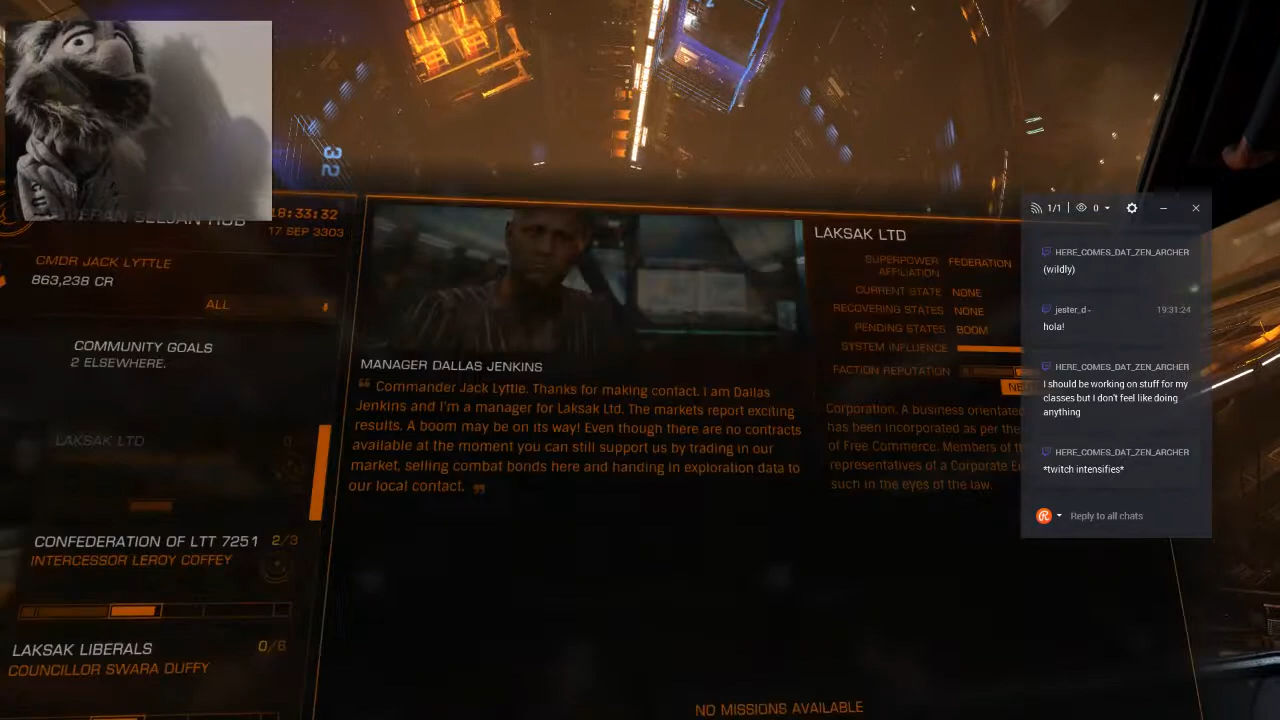 32
18:33:32
17 SEP 3303
CMDR JACK LYTTLE
863,238 CR
ALL
COMMUNITY GOALS
2 ELSEWHERE.
LAKSAK LTD
0
CONFEDERATION OF LTT 7251 2/3
INTERCESSOR LEROY COFFEY
LAKSAK LIBERALS 0/6
COUNCILLOR SWARA DUFFY
MANAGER DALLAS JENKINS
“ Commander Jack Lyttle. Thanks for making contact. I am Dallas
Jenkins and I'm a manager for Laksak Ltd. The markets report exciting
results. A boom may be on its way! Even though there are no contracts
available at the moment you can still support us by trading in our
market, selling combat bonds here and handing in exploration data to
our local contact. ”
NO MISSIONS AVAILABLE
LAKSAK LTD
SUPERPOWER FEDERATION
AFFILIATION
CURRENT STATE NONE
RECOVERING STATES NONE
PENDING STATES BOOM
SYSTEM INFLUENCE
FACTION REPUTATION
Corporation. A business orientated
has been incorporated as per the
of Free Commerce. Members of
representatives of a Corporate
such in the eyes of the law.
1/1 | 0
HERE_COMES_DAT_ZEN_ARCHER
(wildly)
jester_d- 19:31:24
hola!
HERE_COMES_DAT_ZEN_ARCHER
I should be working on stuff for my
classes but I don't feel like doing
anything
HERE_COMES_DAT_ZEN_ARCHER
*twitch intensifies*
Reply to all chats